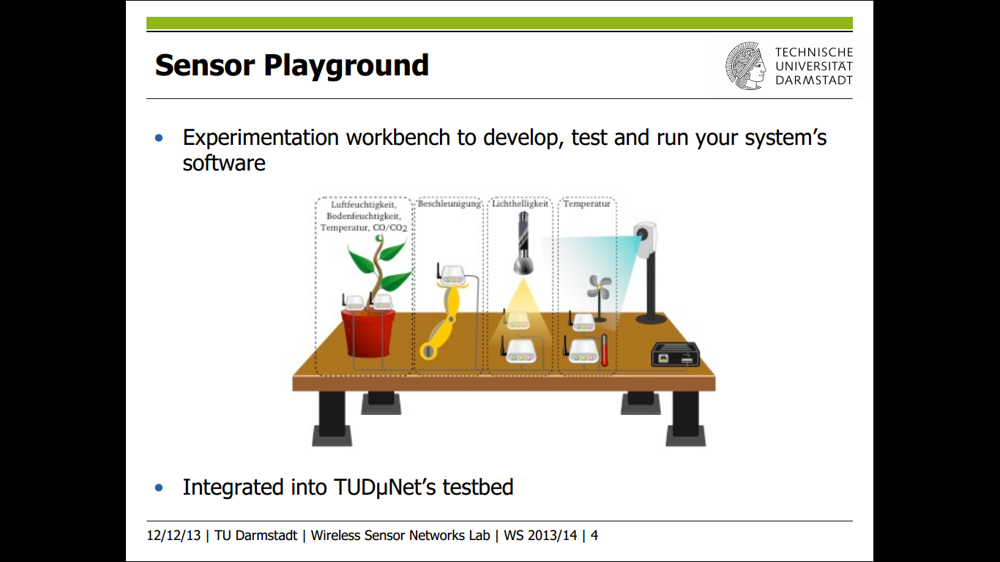 Sensor Playground
TECHNISCHE
UNIVERSITÄT
DARMSTADT
• Experimentation workbench to develop, test and run your system’s
software
Luftfeuchtigkeit,
Bodenfeuchtigkeit,
Temperatur, CO/CO2
Beschleunigung
Lichthelligkeit
Temperatur
• Integrated into TUDµNet’s testbed
12/12/13 | TU Darmstadt | Wireless Sensor Networks Lab | WS 2013/14 | 4